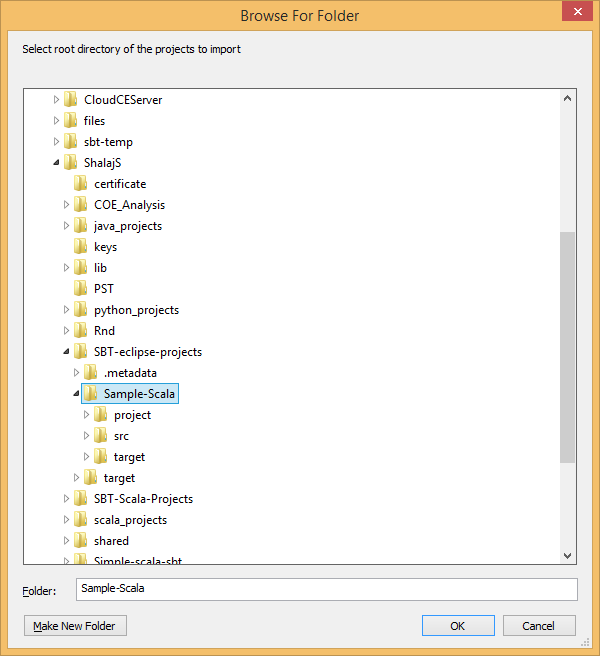 Browse For Folder
Select root directory of the projects to import
CloudCEServer
files
sbt-temp
ShalajS
certificate
COE_Analysis
java_projects
keys
lib
PST
python_projects
Rnd
SBT-eclipse-projects
.metadata
Sample-Scala
project
src
target
target
SBT-Scala-Projects
scala_projects
shared
Simple-scala-sbt
Folder: Sample-Scala
Make New Folder OK Cancel